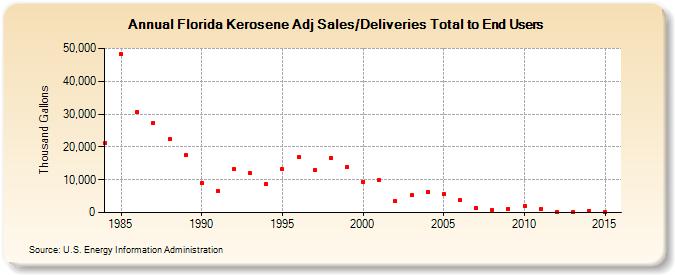 Annual Florida Kerosene Adj Sales/Deliveries Total to End Users
Thousand Gallons
50,000
40,000
30,000
20,000
10,000
0
1985 1990 1995 2000 2005 2010 2015
Source: U.S. Energy Information Administration